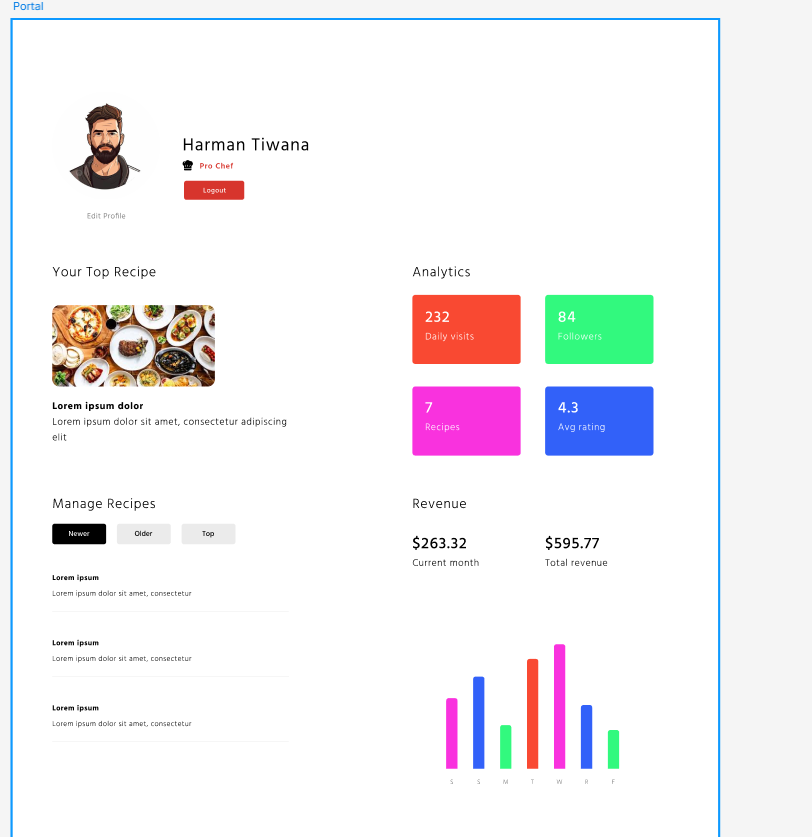 Portal
Harman Tiwana
Pro Chef
Logout
Edit Profile
Your Top Recipe
Lorem ipsum dolor
Lorem ipsum dolor sit amet, consectetur adipiscing
elit
Analytics
232
Daily visits
84
Followers
7
Recipes
4.3
Avg rating
Manage Recipes
Newer
Older
Top
Lorem ipsum
Lorem ipsum dolor sit amet, consectetur
Lorem ipsum
Lorem ipsum dolor sit amet, consectetur
Lorem ipsum
Lorem ipsum dolor sit amet, consectetur
Revenue
$263.32
Current month
$595.77
Total revenue
S S M T W R F